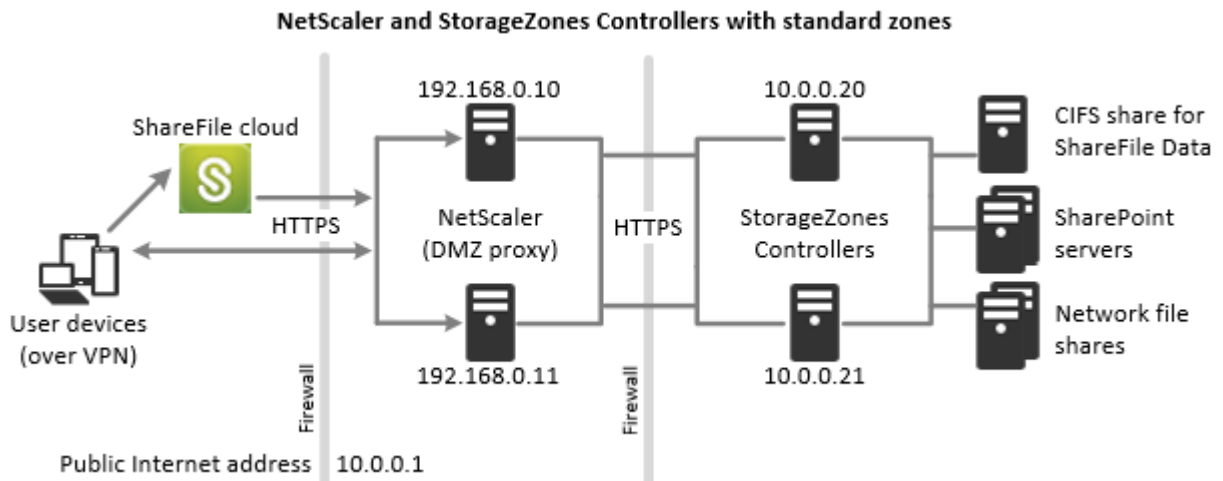 NetScaler and StorageZones Controllers with standard zones
192.168.0.10
10.0.0.20
ShareFile cloud
S
CIFS share for
ShareFile Data
HTTPS
NetScaler
(DMZ proxy)
HTTPS
StorageZones
Controllers
SharePoint
servers
User devices
(over VPN)
Network file
shares
192.168.0.11
10.0.0.21
Firewall
Firewall
Public Internet address
10.0.0.1